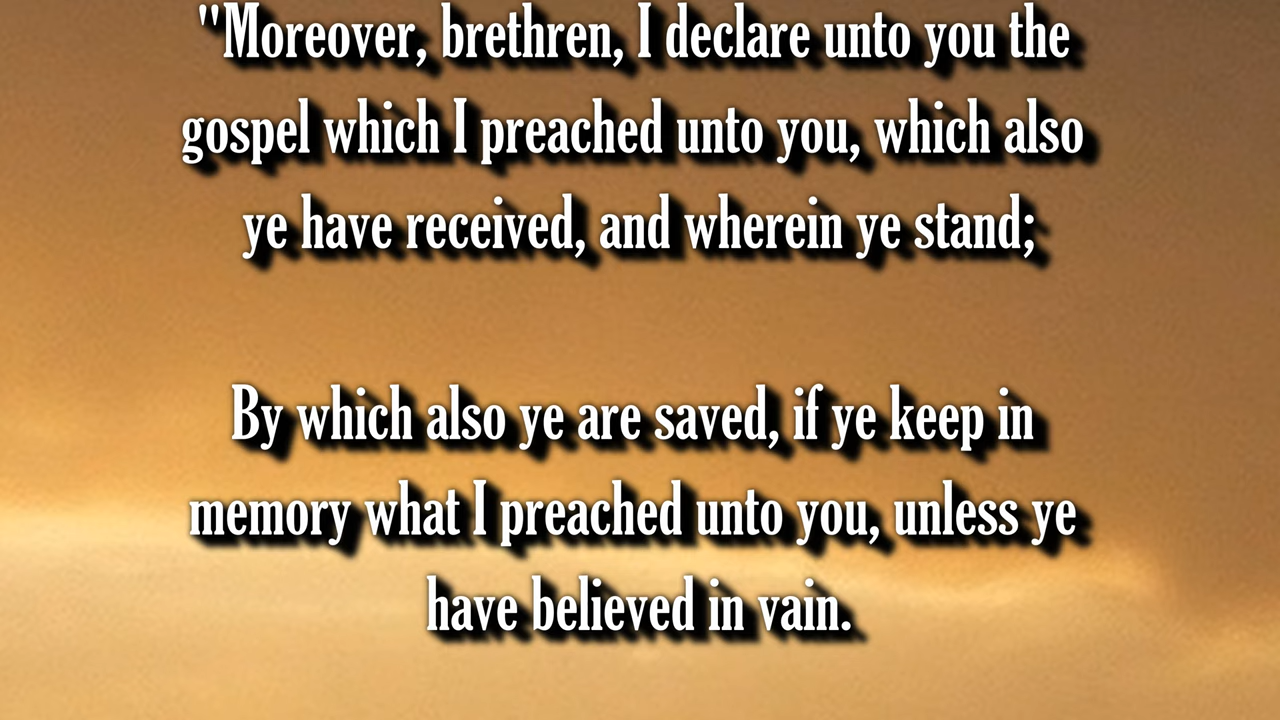 "Moreover, brethren, I declare unto you the
gospel which I preached unto you, which also
ye have received, and wherein ye stand;
By which also ye are saved, if ye keep in
memory what I preached unto you, unless ye
have believed in vain.